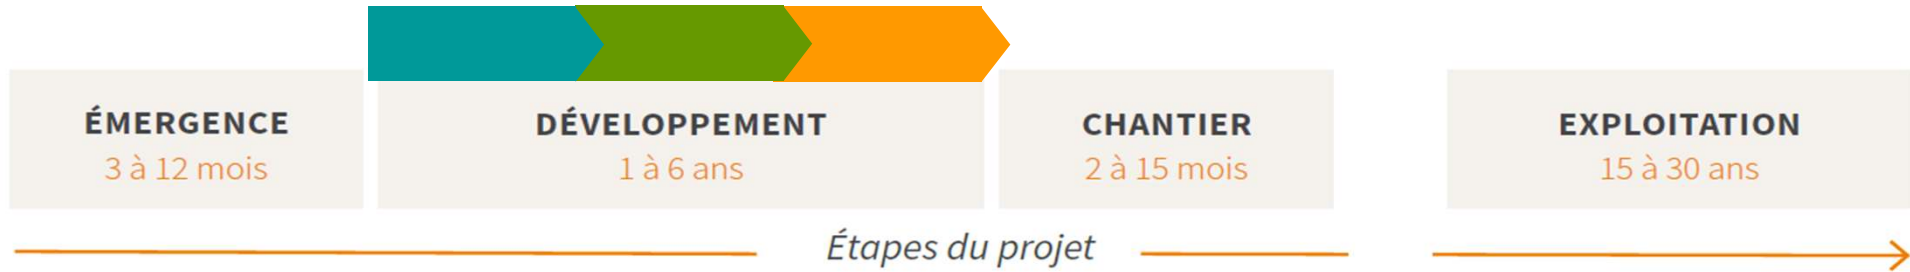 ÉMERGENCE
3 à 12 mois
DÉVELOPPEMENT
1 à 6 ans
CHANTIER
2 à 15 mois
EXPLOITATION
15 à 30 ans
Étapes du projet